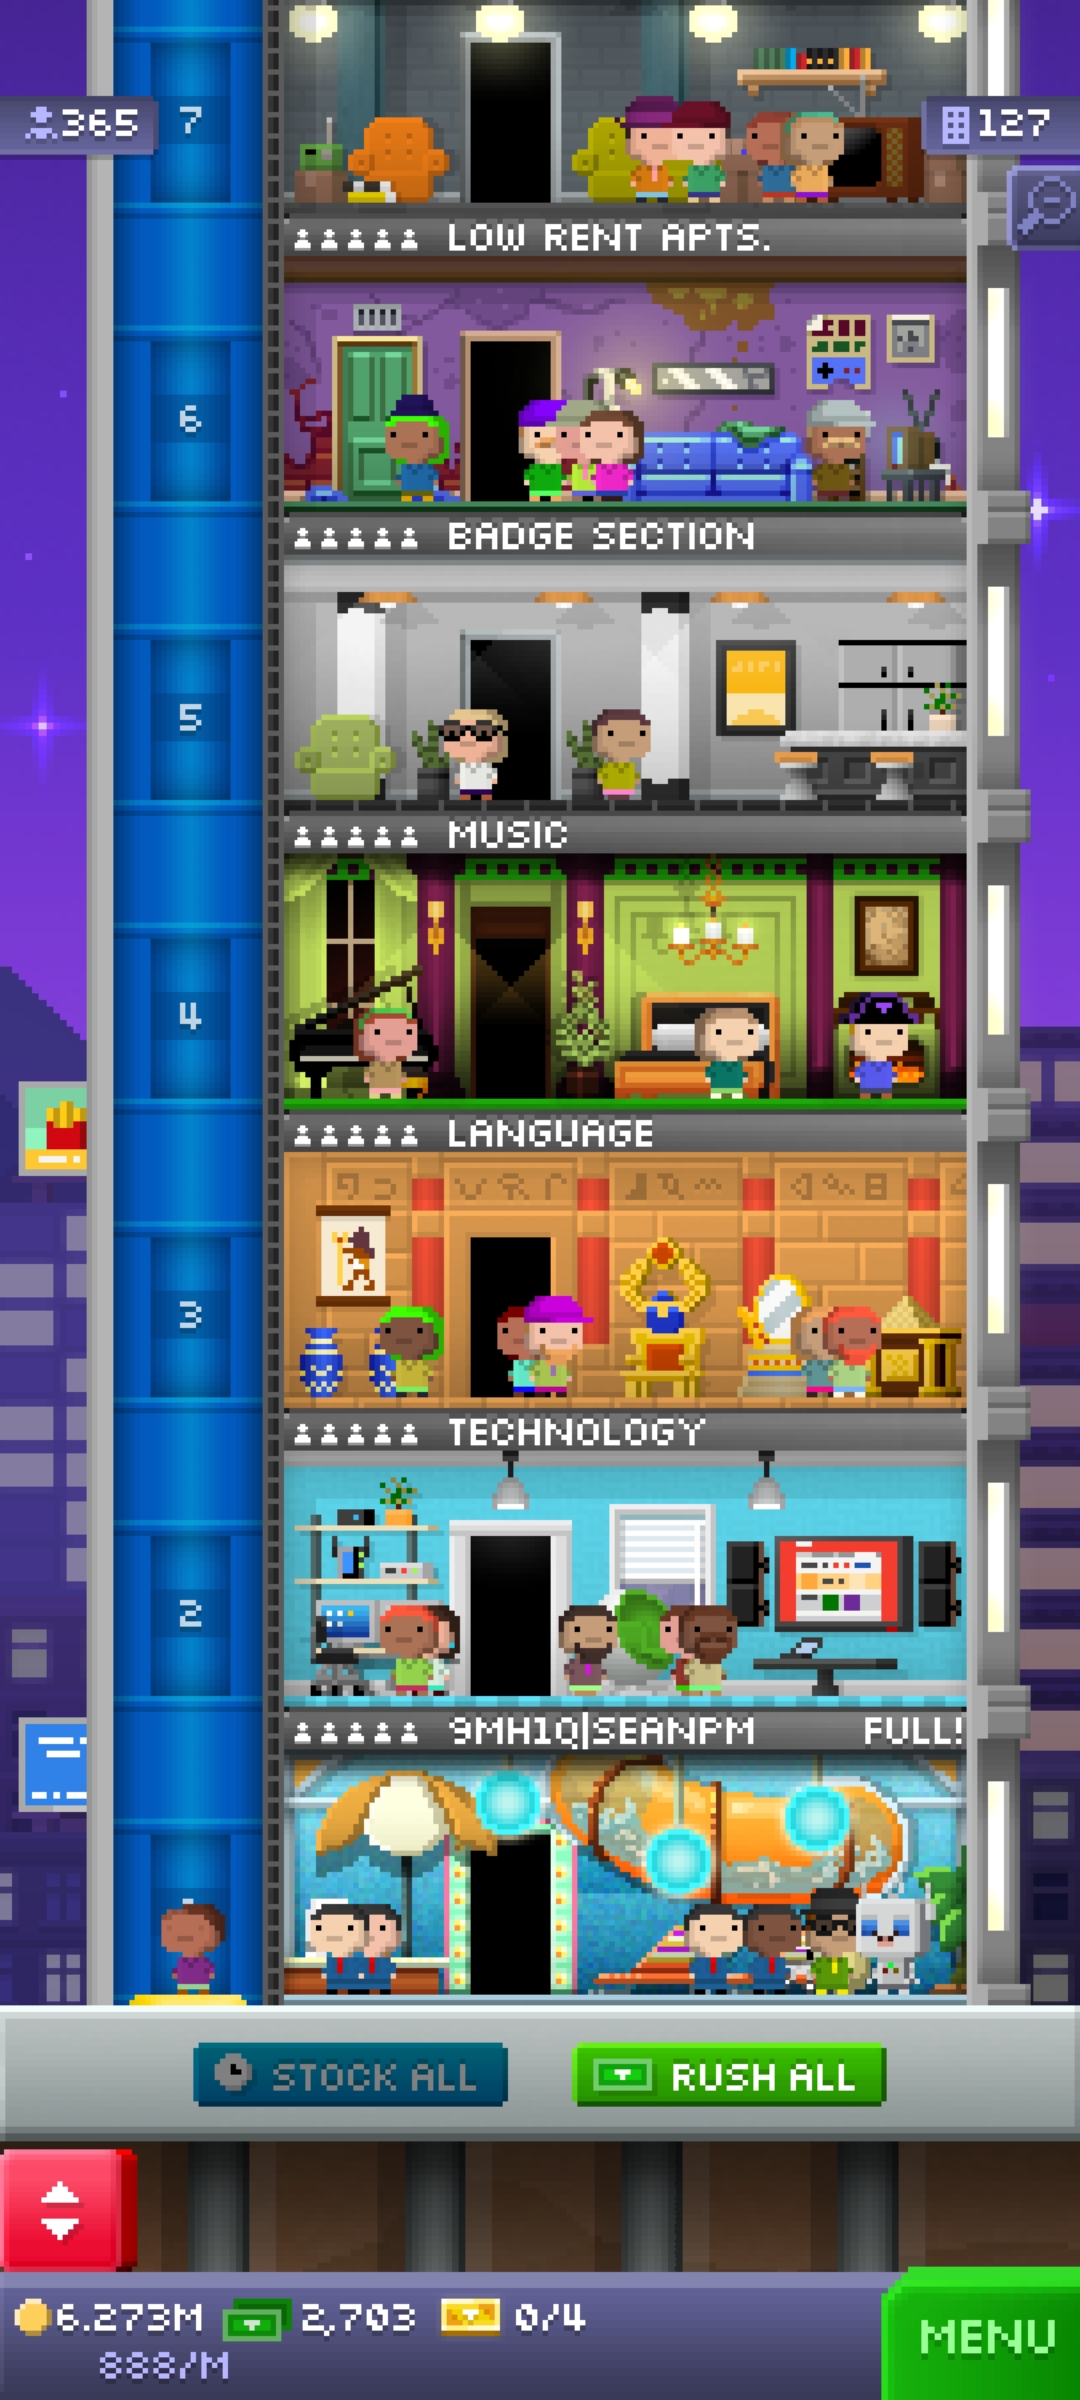 365
7
127
LOW RENT APTS.
6
BADGE SECTION
5
MUSIC
4
LANGUAGE
3
TECHNOLOGY
2
9MH1Q|SEANPM FULL!
STOCK ALL
RUSH ALL
6.273M 2,703 0/4
888/M
MENU